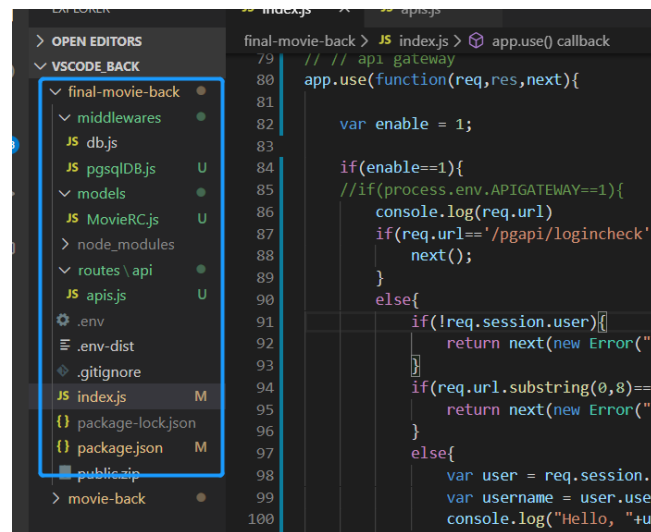 EXPLORER
OPEN EDITORS
VSCODE_BACK
final-movie-back
middlewares
JS db.js
JS pgsqlDB.js U
models
JS MovieRC.js U
node_modules
routes \ api
JS apis.js U
.env
.env-dist
.gitignore
JS index.js M
{} package-lock.json
{} package.json M
public.zip
movie-back
JS index.js JS apis.js
final-movie-back > JS index.js > app.use() callback
79 // // api gateway
80 app.use(function(req,res,next){
81
82 var enable = 1;
83
84 if(enable==1){
85 //if(process.env.APIGATEWAY==1){
86 console.log(req.url)
87 if(req.url=='/pgapi/logincheck'
88 next();
89 }
90 else{
91 if(!req.session.user){
92 return next(new Error("
93 }
94 if(req.url.substring(0,8)==
95 return next(new Error("
96 }
97 else{
98 var user = req.session.
99 var username = user.use
100 console.log("Hello, "+u